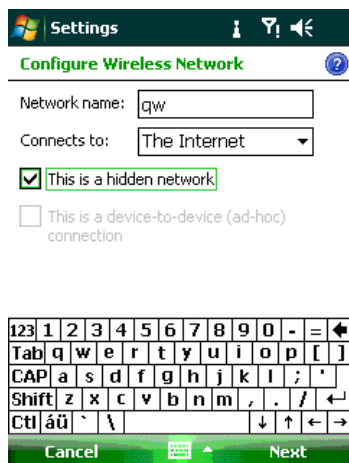 Settings
Configure Wireless Network
Network name: qw
Connects to: The Internet
This is a hidden network
This is a device-to-device (ad-hoc)
connection
123 1 2 3 4 5 6 7 8 9 0 - =
Tab q w e r t y u i o p [ ]
CAP a s d f g h j k l ; '
Shift z x c v b n m , . /
Ctl áü ` \
Cancel Next